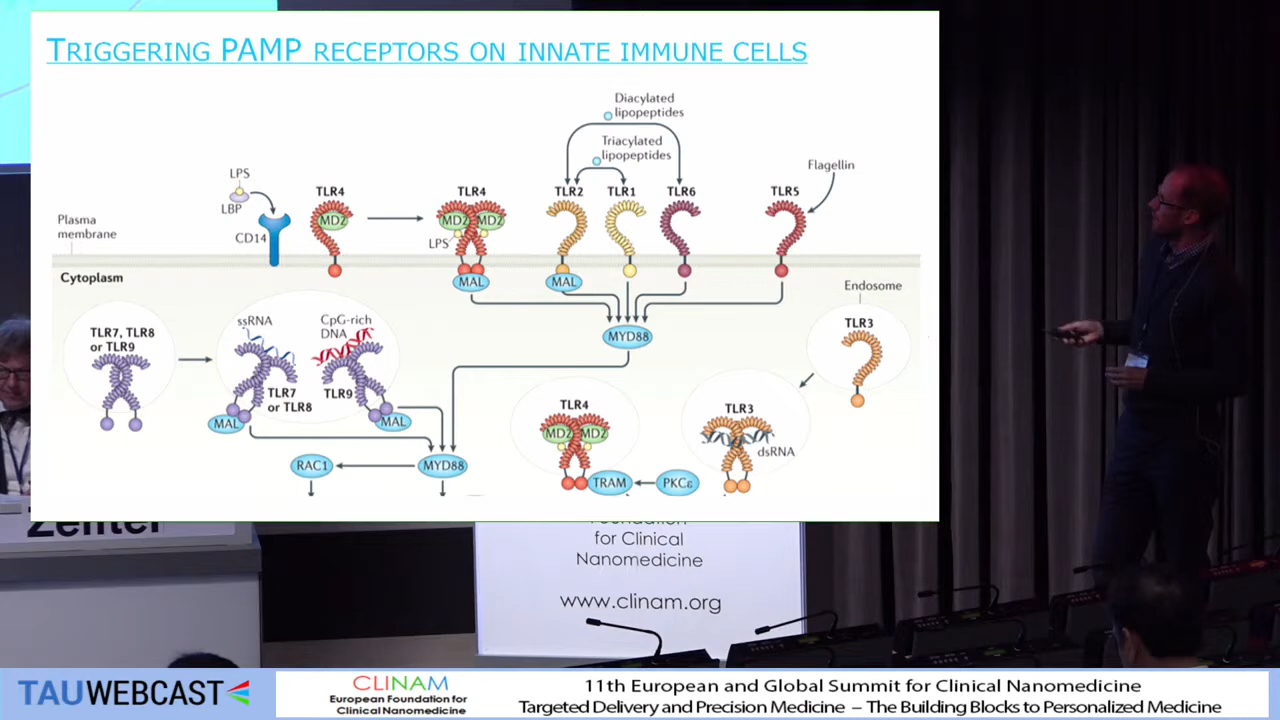 TRIGGERING PAMP RECEPTORS ON INNATE IMMUNE CELLS
Diacylated
lipopeptides
Triacylated
lipopeptides
LPS
LBP
CD14
TLR4
MD2
TLR4
MD2
MD2
LPS
MAL
TLR2
TLR1
TLR6
TLR5
Flagellin
MAL
Plasma
membrane
Cytoplasm
MYD88
Endosome
TLR3
TLR7, TLR8
or TLR9
ssRNA
CpG-rich
DNA
TLR7
or TLR8
TLR9
MAL
MAL
RAC1
MYD88
TLR4
MD2
MD2
TRAM
PKCε
TLR3
dsRNA
for Clinical
Nanomedicine
www.clinam.org
TAUWEBCAST
CLINAM
European Foundation for
Clinical Nanomedicine
11th European and Global Summit for Clinical Nanomedicine
Targeted Delivery and Precision Medicine – The Building Blocks to Personalized Medicine